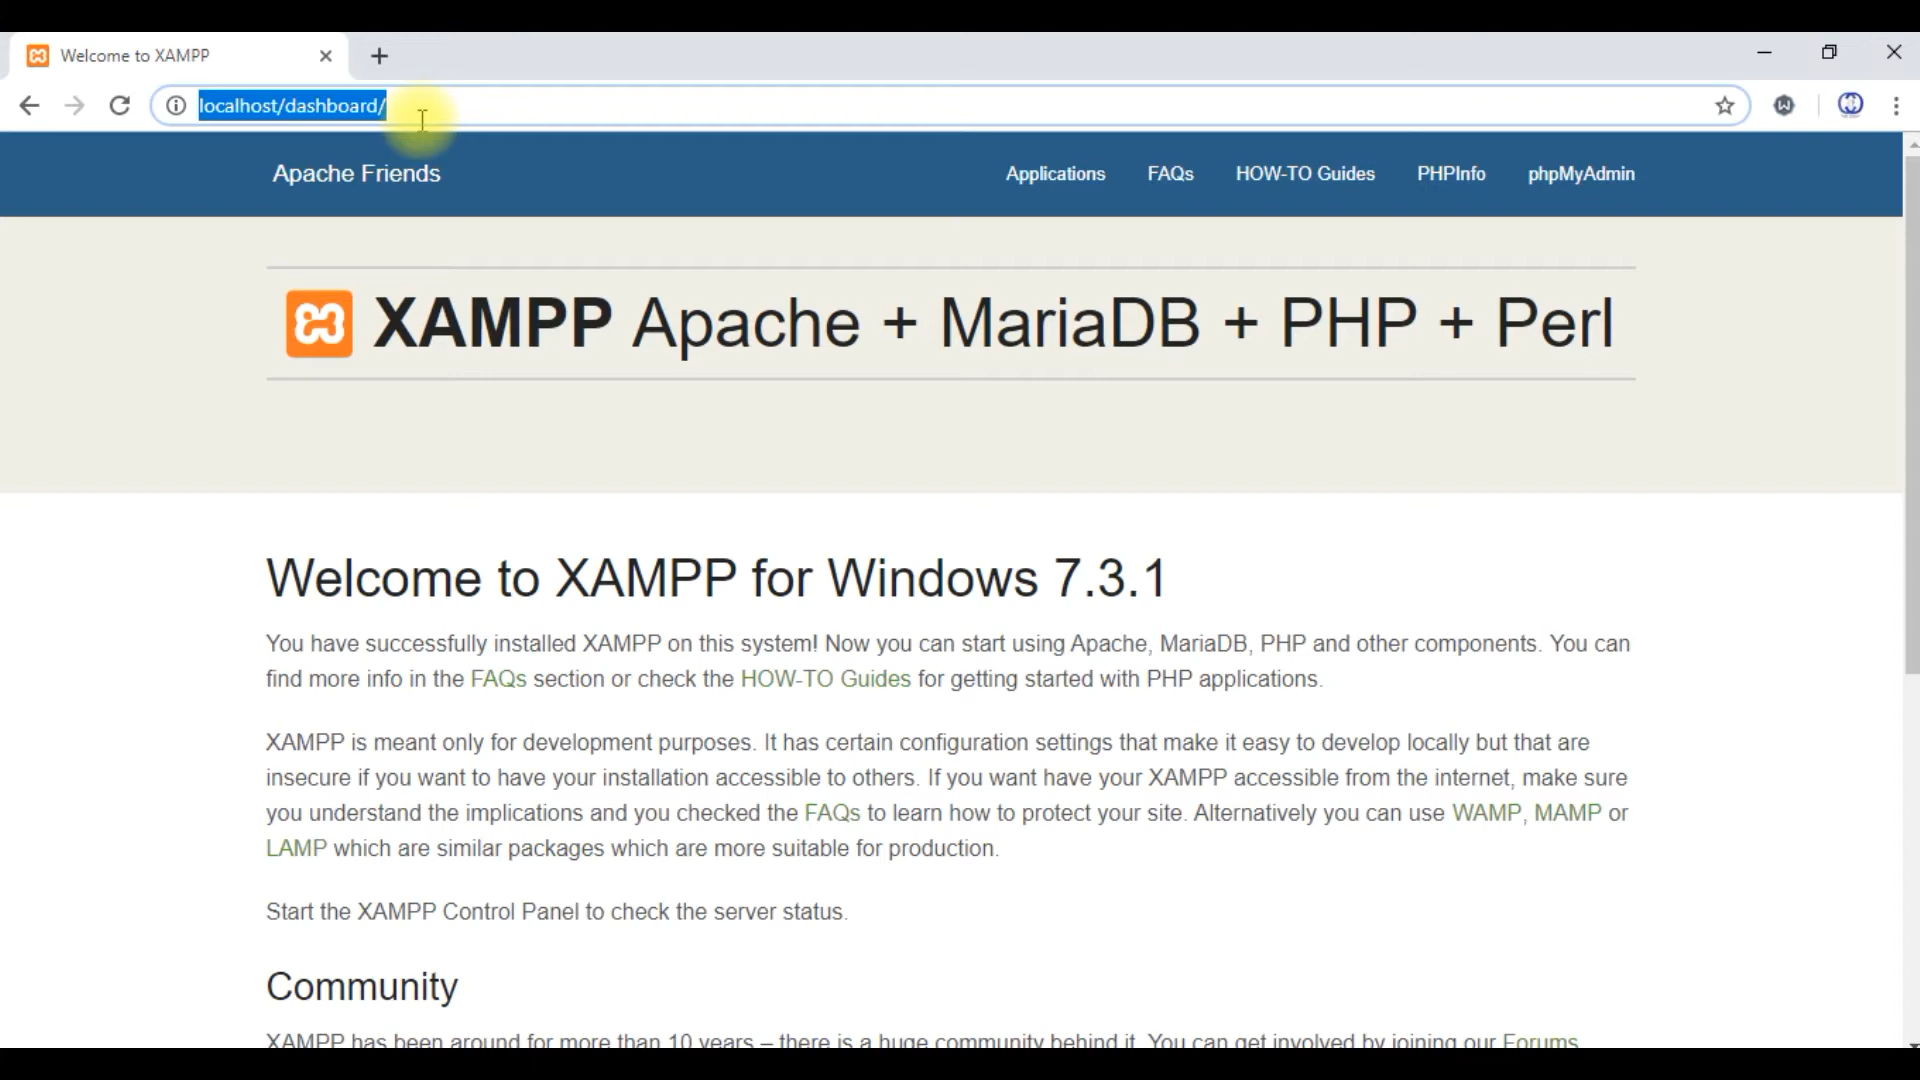 Welcome to XAMPP
localhost/dashboard/
Apache Friends
Applications FAQs HOW-TO Guides PHPInfo phpMyAdmin
XAMPP Apache + MariaDB + PHP + Perl
Welcome to XAMPP for Windows 7.3.1
You have successfully installed XAMPP on this system! Now you can start using Apache, MariaDB, PHP and other components. You can
find more info in the FAQs section or check the HOW-TO Guides for getting started with PHP applications.
XAMPP is meant only for development purposes. It has certain configuration settings that make it easy to develop locally but that are
insecure if you want to have your installation accessible to others. If you want have your XAMPP accessible from the internet, make sure
you understand the implications and you checked the FAQs to learn how to protect your site. Alternatively you can use WAMP, MAMP or
LAMP which are similar packages which are more suitable for production.
Start the XAMPP Control Panel to check the server status.
Community
XAMPP has been around for more than 10 years – there is a huge community behind it. You can get involved by joining our Forums,